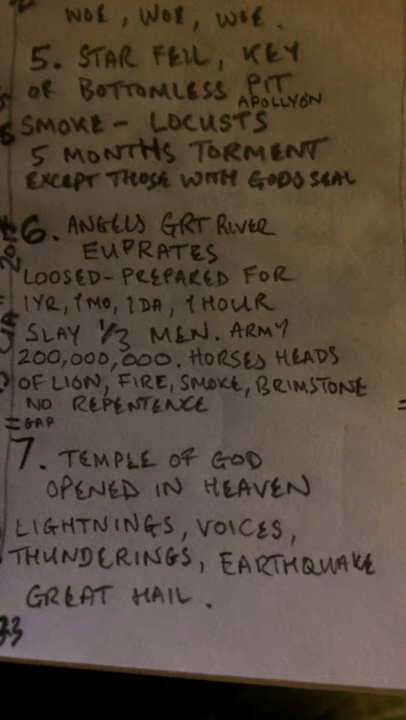 WOE, WOE, WOE.
5. STAR FELL, KEY
OF BOTTOMLESS PIT
APOLLYON
SMOKE - LOCUSTS
5 MONTHS TORMENT
EXCEPT THOSE WITH GODS SEAL
6. ANGELS GRT RIVER
EUPRATES
LOOSED - PREPARED FOR
1YR, 1MO, 1DA, 1HOUR
SLAY 1/3 MEN. ARMY
200,000,000. HORSES HEADS
OF LION, FIRE, SMOKE, BRIMSTONE
NO REPENTENCE
= GAP
7. TEMPLE OF GOD
OPENED IN HEAVEN
LIGHTNINGS, VOICES,
THUNDERINGS, EARTHQUAKE
GREAT HAIL.
33